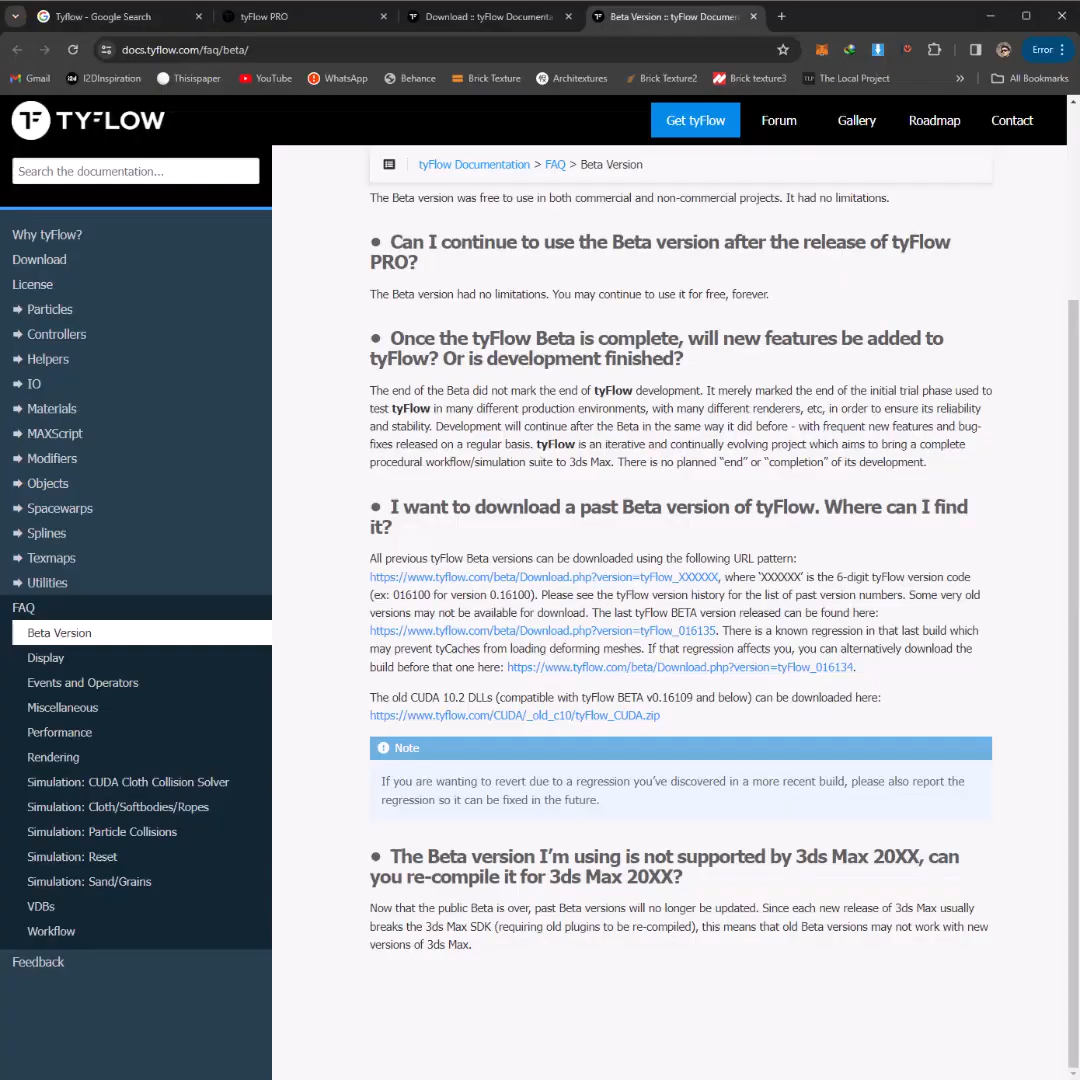 Tyflow - Google Search
tyFlow PRO
Download :: tyFlow Documenta
Beta Version :: tyFlow Documen
docs.tyflow.com/faq/beta/
Error
Gmail
I2DInspiration
Thisispaper
YouTube
WhatsApp
Behance
Brick Texture
Architextures
Brick Texture2
Brick texture3
The Local Project
All Bookmarks
TYFLOW
Get tyFlow
Forum
Gallery
Roadmap
Contact
Search the documentation...
Why tyFlow?
Download
License
Particles
Controllers
Helpers
IO
Materials
MAXScript
Modifiers
Objects
Spacewarps
Splines
Texmaps
Utilities
FAQ
Beta Version
Display
Events and Operators
Miscellaneous
Performance
Rendering
Simulation: CUDA Cloth Collision Solver
Simulation: Cloth/Softbodies/Ropes
Simulation: Particle Collisions
Simulation: Reset
Simulation: Sand/Grains
VDBs
Workflow
Feedback
tyFlow Documentation > FAQ > Beta Version
The Beta version was free to use in both commercial and non-commercial projects. It had no limitations.
● Can I continue to use the Beta version after the release of tyFlow
PRO?
The Beta version had no limitations. You may continue to use it for free, forever.
● Once the tyFlow Beta is complete, will new features be added to
tyFlow? Or is development finished?
The end of the Beta did not mark the end of tyFlow development. It merely marked the end of the initial trial phase used to
test tyFlow in many different production environments, with many different renderers, etc, in order to ensure its reliability
and stability. Development will continue after the Beta in the same way it did before - with frequent new features and bug-
fixes released on a regular basis. tyFlow is an iterative and continually evolving project which aims to bring a complete
procedural workflow/simulation suite to 3ds Max. There is no planned “end” or “completion” of its development.
● I want to download a past Beta version of tyFlow. Where can I find
it?
All previous tyFlow Beta versions can be downloaded using the following URL pattern:
https://www.tyflow.com/beta/Download.php?version=tyFlow_XXXXXX, where ‘XXXXXX’ is the 6-digit tyFlow version code
(ex: 016100 for version 0.16100). Please see the tyFlow version history for the list of past version numbers. Some very old
versions may not be available for download. The last tyFlow BETA version released can be found here:
https://www.tyflow.com/beta/Download.php?version=tyFlow_016135. There is a known regression in that last build which
may prevent tyCaches from loading deforming meshes. If that regression affects you, you can alternatively download the
build before that one here: https://www.tyflow.com/beta/Download.php?version=tyFlow_016134.
The old CUDA 10.2 DLLs (compatible with tyFlow BETA v0.16109 and below) can be downloaded here:
https://www.tyflow.com/CUDA/_old_c10/tyFlow_CUDA.zip
Note
If you are wanting to revert due to a regression you’ve discovered in a more recent build, please also report the
regression so it can be fixed in the future.
● The Beta version I’m using is not supported by 3ds Max 20XX, can
you re-compile it for 3ds Max 20XX?
Now that the public Beta is over, past Beta versions will no longer be updated. Since each new release of 3ds Max usually
breaks the 3ds Max SDK (requiring old plugins to be re-compiled), this means that old Beta versions may not work with new
versions of 3ds Max.